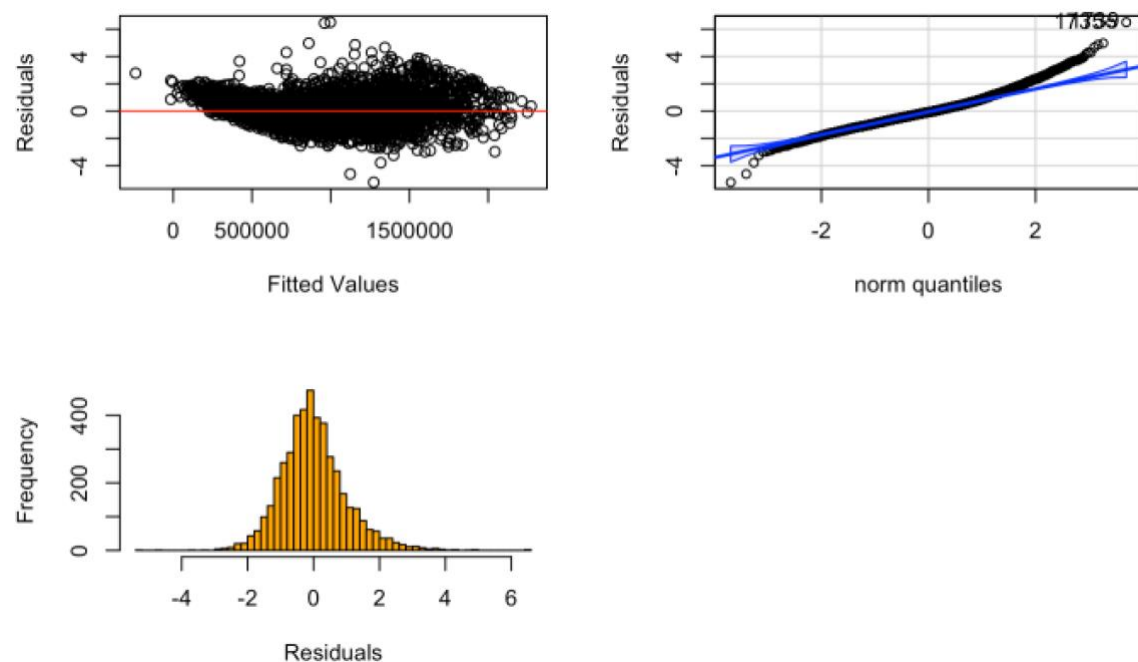 Residuals
4
0
-4
0 500000 1500000
Fitted Values
Residuals
4
0
-4
-2 0 2
norm quantiles
Frequency
400
200
0
-4 -2 0 2 4 6
Residuals